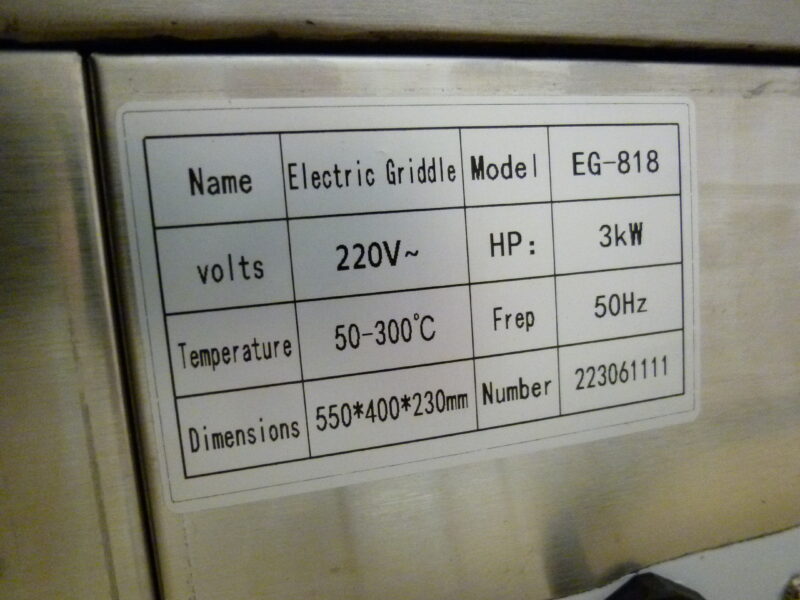 Name Electric Griddle Model EG-818
volts 220V~ HP: 3kW
Temperature 50-300℃ Frep 50Hz
Dimensions 550*400*230mm Number 223061111